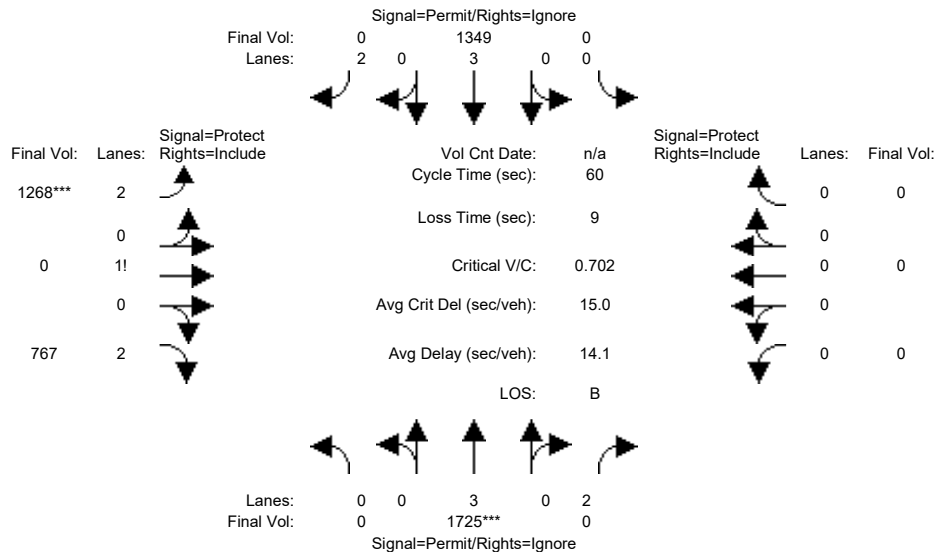 Signal=Permit/Rights=Ignore
Final Vol: 0 1349 0
Lanes: 2 0 3 0 0
Signal=Protect Signal=Protect
Final Vol: Lanes: Rights=Include Vol Cnt Date: n/a Rights=Include Lanes: Final Vol:
Cycle Time (sec): 60
1268*** 2 0 0
Loss Time (sec): 9
0 0
0 1! Critical V/C: 0.702 0 0
0 Avg Crit Del (sec/veh): 15.0 0
767 2 Avg Delay (sec/veh): 14.1 0 0
LOS: B
Lanes: 0 0 3 0 2
Final Vol: 0 1725*** 0
Signal=Permit/Rights=Ignore